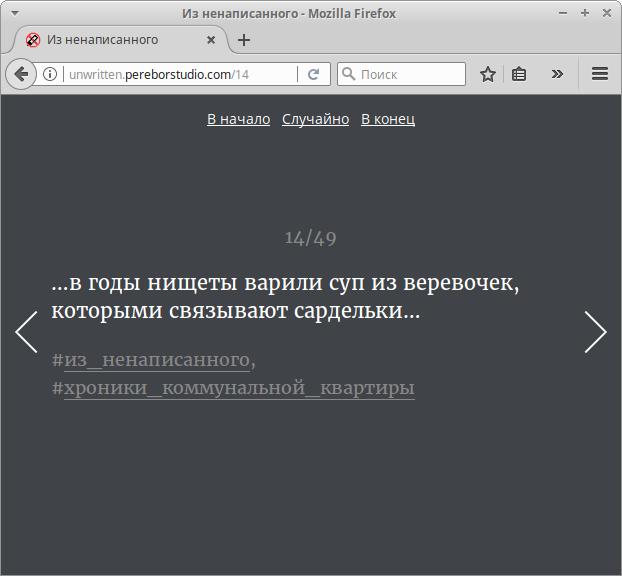 Из ненаписанного - Mozilla Firefox
Из ненаписанного
unwritten.pereborstudio.com/14
Поиск
В начало Случайно В конец
14/49
...в годы нищеты варили суп из веревочек,
которыми связывают сардельки...
#из_ненаписанного,
#хроники_коммунальной_квартиры